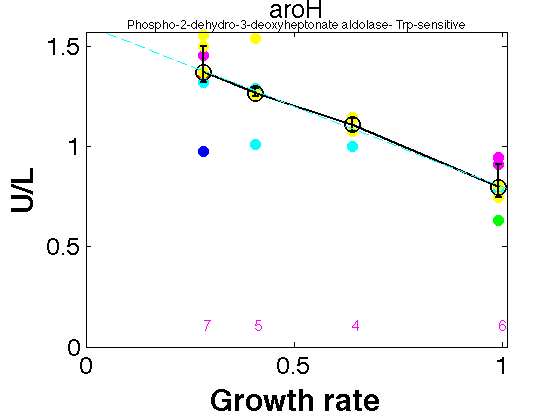 aroH
Phospho-2-dehydro-3-deoxyheptonate aldolase- Trp-sensitive
1.5
1
0.5
0
U/L
7 5 4 6
0 0.5 1
Growth rate